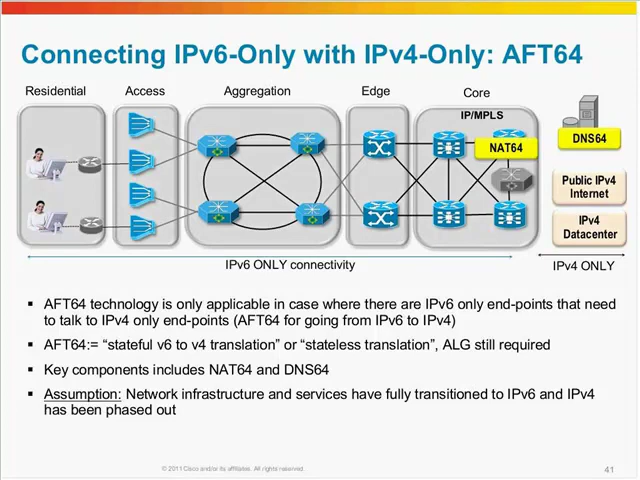 Connecting IPv6-Only with IPv4-Only: AFT64
Residential
Access
Aggregation
Edge
Core
IP/MPLS
NAT64
DNS64
Public IPv4
Internet
IPv4
Datacenter
IPv6 ONLY connectivity
IPv4 ONLY
▪ AFT64 technology is only applicable in case where there are IPv6 only end-points that need
to talk to IPv4 only end-points (AFT64 for going from IPv6 to IPv4)
▪ AFT64:= “stateful v6 to v4 translation” or “stateless translation”, ALG still required
▪ Key components includes NAT64 and DNS64
▪ Assumption: Network infrastructure and services have fully transitioned to IPv6 and IPv4
has been phased out
© 2011 Cisco and/or its affiliates. All rights reserved.
41